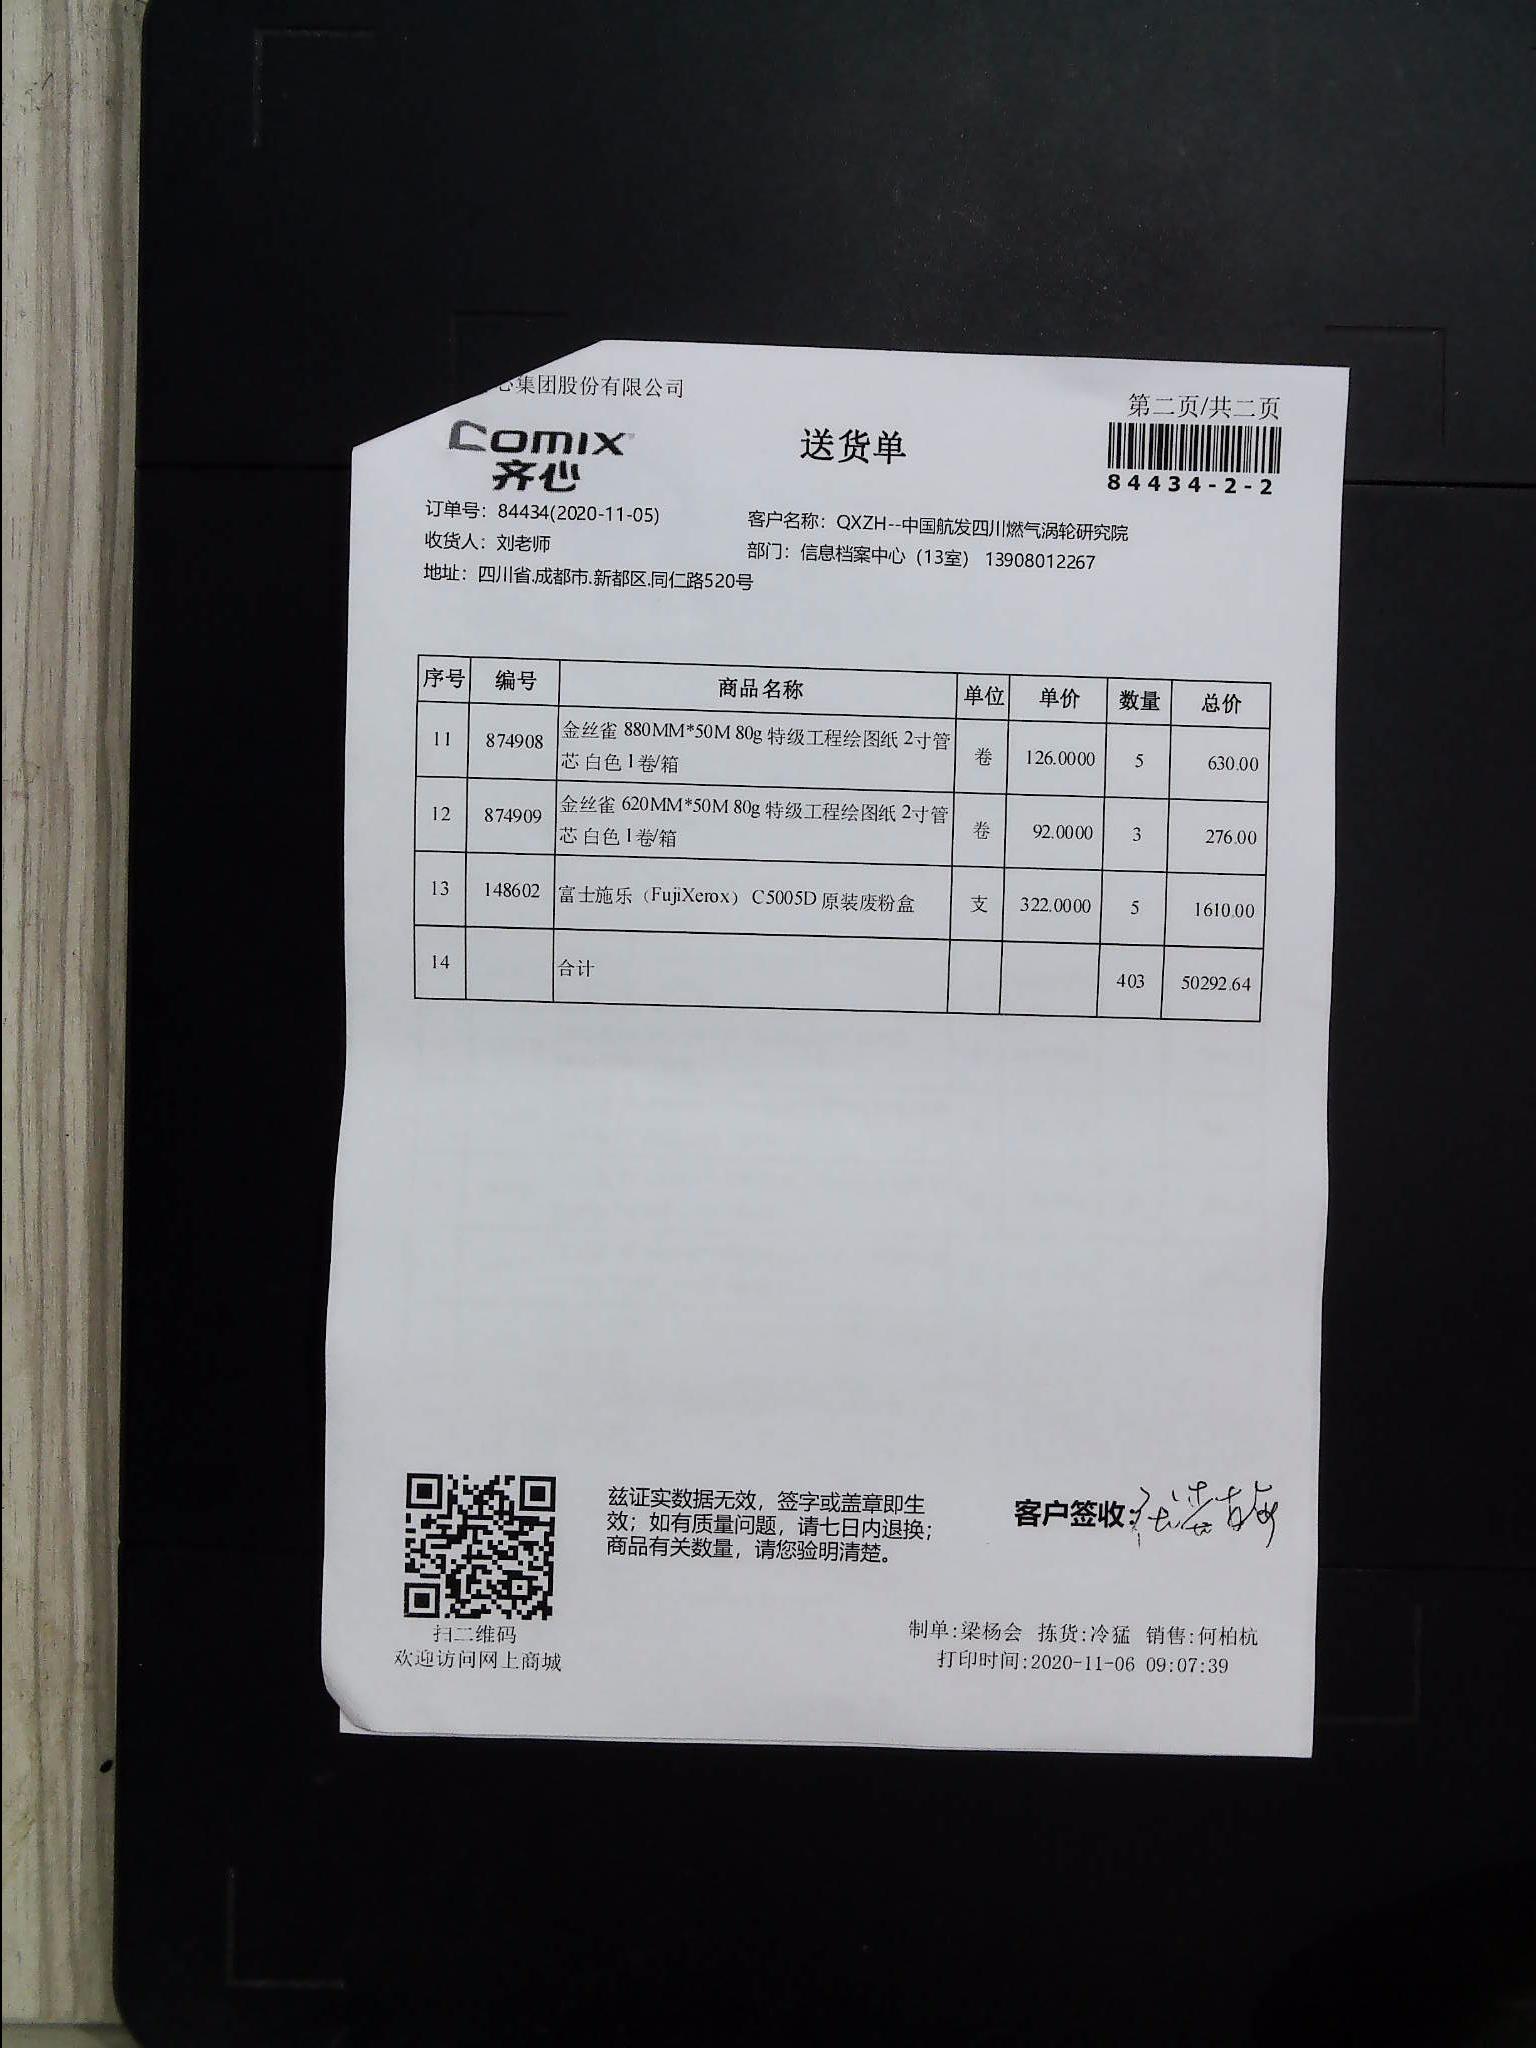 心集团股份有限公司
第二页/共二页
comix
齐心
送货单
84434-2-2
订单号：84434(2020-11-05)
客户名称：QXZH--中国航发四川燃气涡轮研究院
收货人：刘老师
部门：信息档案中心（13室） 13908012267
地址：四川省.成都市.新都区.同仁路520号
序号 编号 商品名称 单位 单价 数量 总价
11 874908 金丝雀 880MM*50M 80g 特级工程绘图纸 2寸管
芯 白色 1卷/箱 卷 126.0000 5 630.00
12 874909 金丝雀 620MM*50M 80g 特级工程绘图纸 2寸管
芯 白色 1卷/箱 卷 92.0000 3 276.00
13 148602 富士施乐（FujiXerox） C5005D 原装废粉盒 支 322.0000 5 1610.00
14 合计 403 50292.64
兹证实数据无效，签字或盖章即生
效；如有质量问题，请七日内退换；
商品有关数量，请您验明清楚。
客户签收：
扫二维码
欢迎访问网上商城
制单:梁杨会 拣货:冷猛 销售:何柏杭
打印时间:2020-11-06 09:07:39